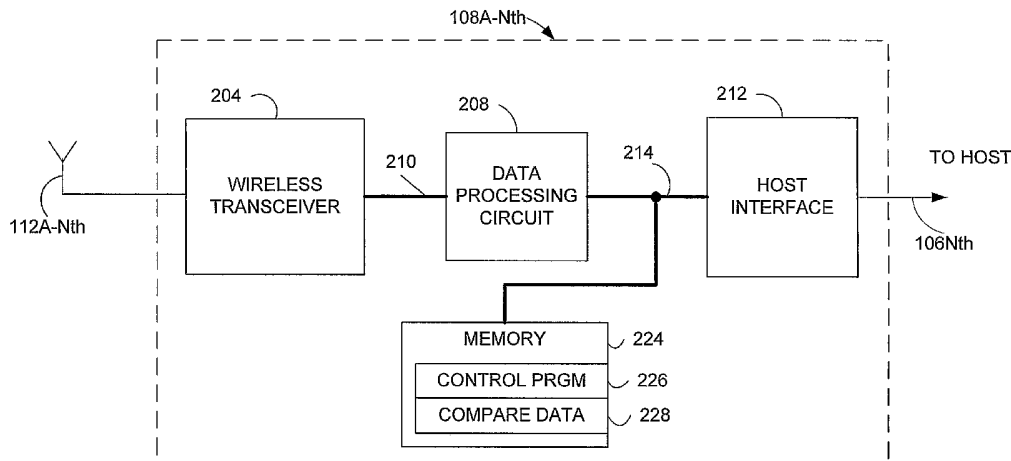 108A-Nth
204
208
212
WIRELESS
TRANSCEIVER
210
DATA
PROCESSING
CIRCUIT
214
HOST
INTERFACE
TO HOST
112A-Nth
106Nth
MEMORY
224
CONTROL PRGM
226
COMPARE DATA
228